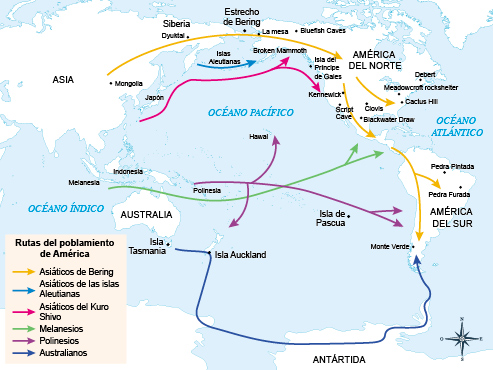 Estrecho
de Bering
Siberia
Dyuktai
La mesa
Bluefish Caves
Islas
Aleutianas
Broken Mammoth
AMÉRICA
DEL NORTE
Isla del
Príncipe
de Gales
ASIA
Mongolia
Japón
Kennewick
Debert
Meadowcroft rockshelter
Cactus Hill
Clovis
Script
Cave
Blackwater Draw
OCÉANO PACÍFICO
OCÉANO
ATLÁNTICO
Hawai
Indonesia
Melanesia
Polinesia
Pedra Pintada
Pedra Furada
OCÉANO ÍNDICO
AUSTRALIA
Isla de
Pascua
AMÉRICA
DEL SUR
Isla
Tasmania
Isla Auckland
Monte Verde
Rutas del poblamiento
de América
Asiáticos de Bering
Asiáticos de las islas
Aleutianas
Asiáticos del Kuro
Shivo
Melanesios
Polinesios
Australianos
ANTÁRTIDA
N
O
E
S